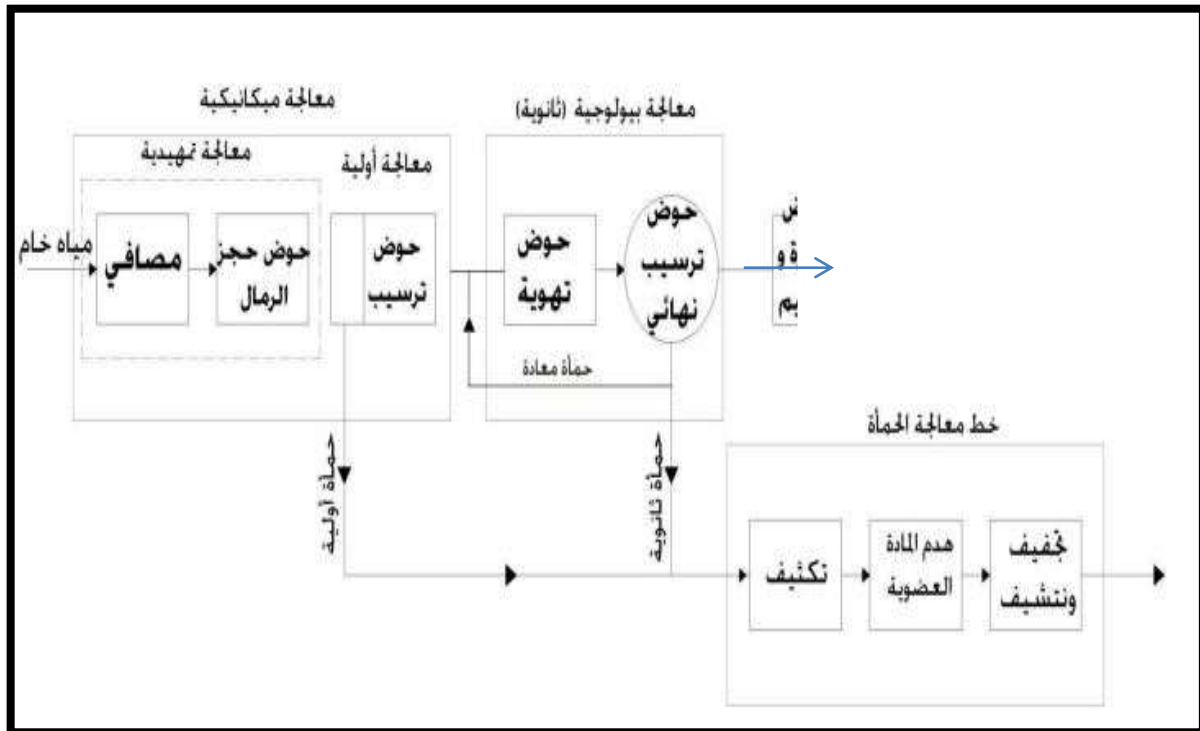 معالجة ميكانيكية
معالجة بيولوجية (ثانوية)
معالجة تمهيدية
معالجة أولية
مياه خام
مصافي
حوض حجز
الرمال
حوض
ترسيب
حوض
تهوية
حوض
ترسيب
نهائي
حمأة معادة
حمأة أولية
حمأة ثانوية
خط معالجة الحمأة
تكثيف
هدم المادة
العضوية
تجفيف
ونتشيف